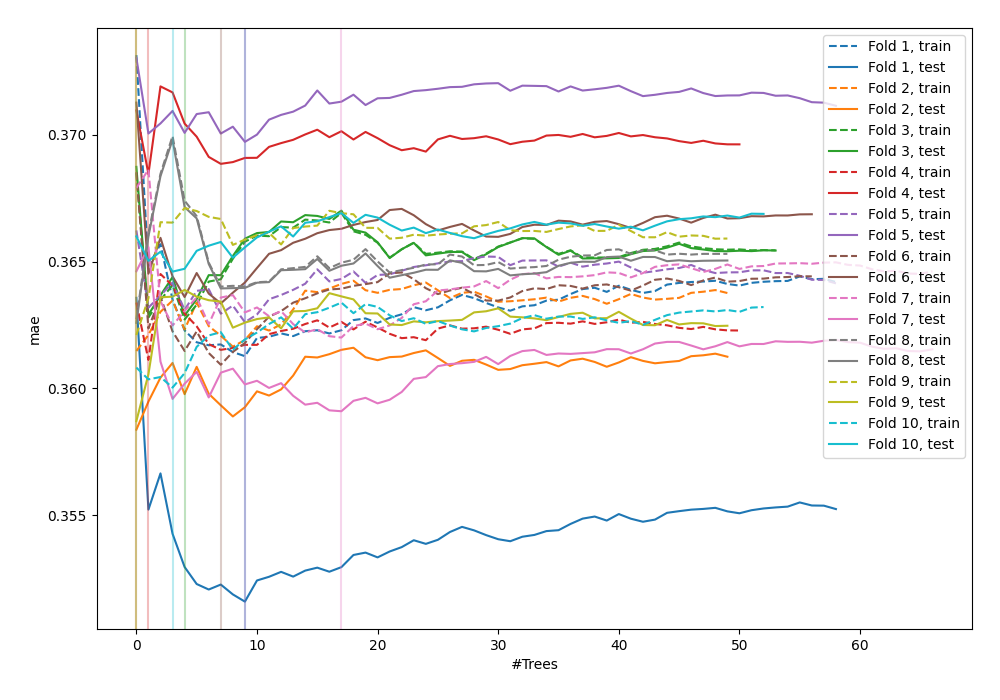 0.370
0.365
0.360
0.355
mae
0
10
20
30
40
50
60
#Trees
Fold 1, train
Fold 1, test
Fold 2, train
Fold 2, test
Fold 3, train
Fold 3, test
Fold 4, train
Fold 4, test
Fold 5, train
Fold 5, test
Fold 6, train
Fold 6, test
Fold 7, train
Fold 7, test
Fold 8, train
Fold 8, test
Fold 9, train
Fold 9, test
Fold 10, train
Fold 10, test